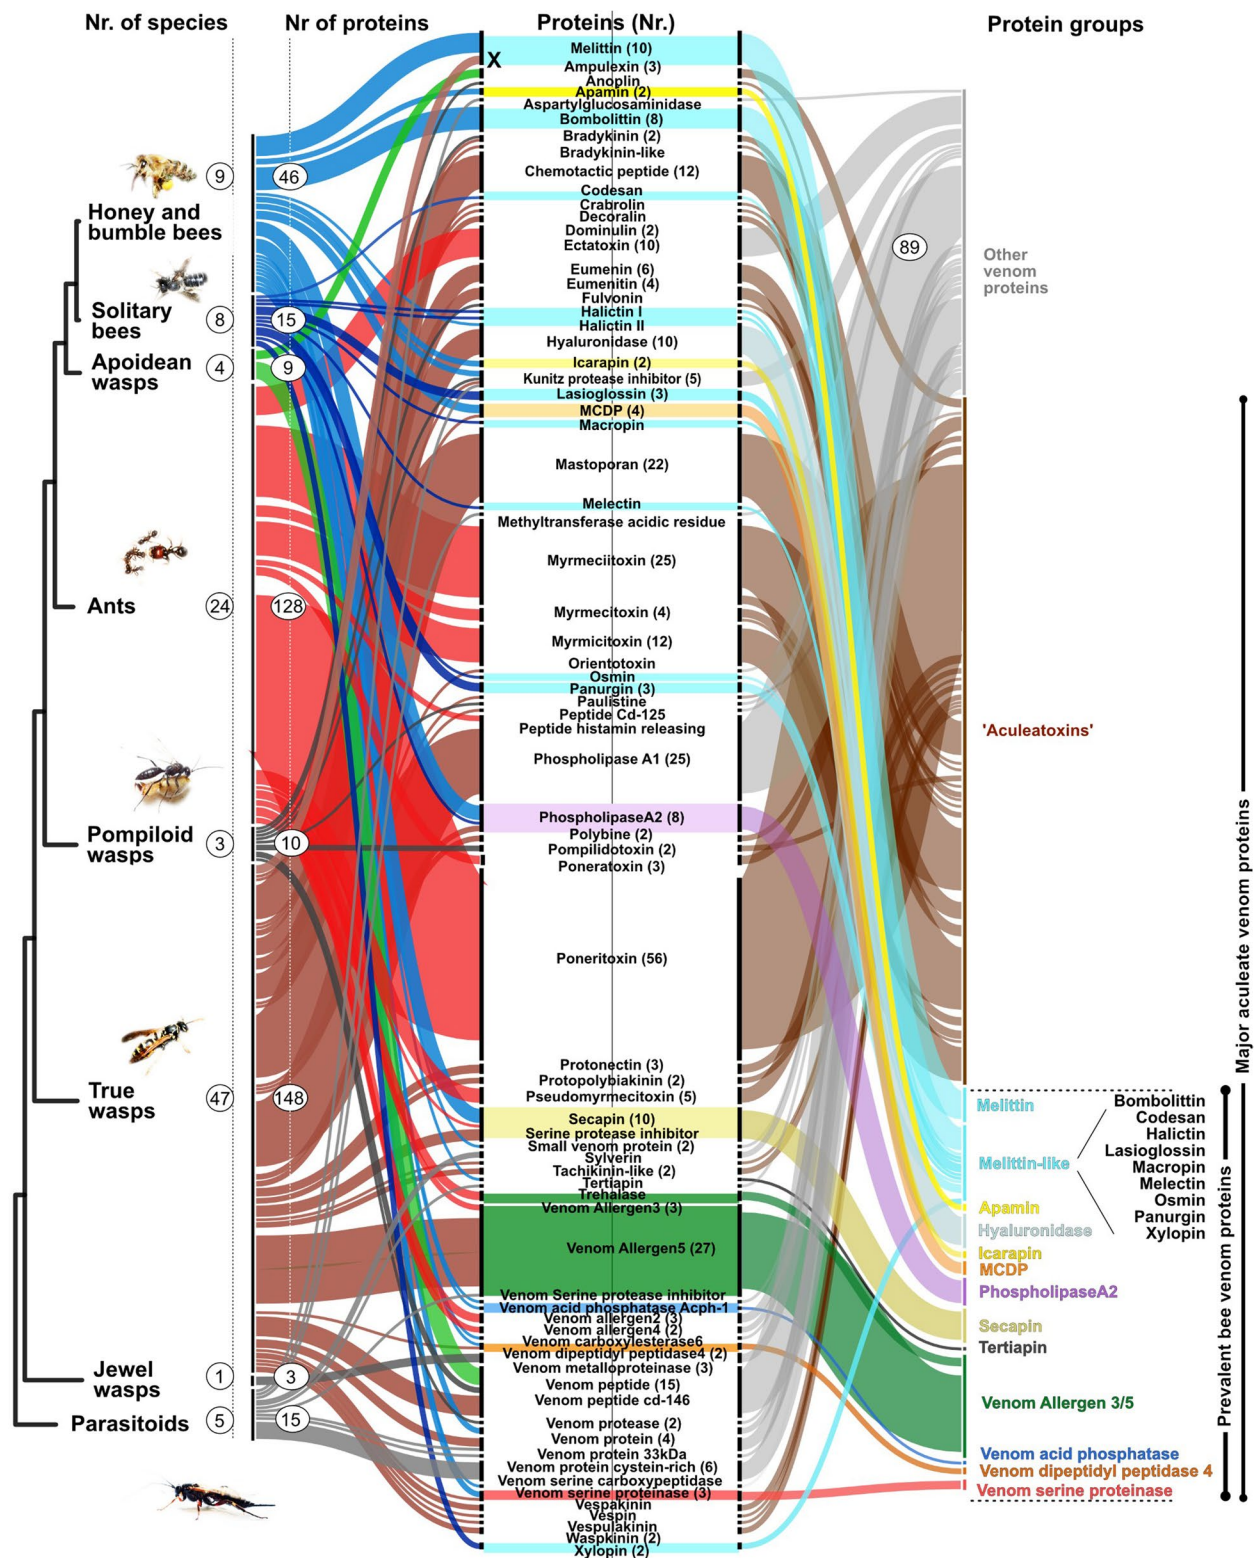 Nr. of species
Nr of proteins
Proteins (Nr.)
Protein groups
X
Melittin (10)
Ampulexin (3)
Anoplin
Apamin (2)
Aspartylglucosaminidase
Bombolittin (8)
Bradykinin (2)
Bradykinin-like
Chemotactic peptide (12)
Codesan
Crabrolin
Decoralin
Dominulin (2)
Ectatoxin (10)
Eumenin (6)
Eumenitin (4)
Fulvonin
Halictin I
Halictin II
Hyaluronidase (10)
Icarapin (2)
Kunitz protease inhibitor (5)
Lasioglossin (3)
MCDP (4)
Macropin
Mastoporan (22)
Melectin
Methyltransferase acidic residue
Myrmeciitoxin (25)
Myrmecitoxin (4)
Myrmicitoxin (12)
Orientotoxin
Osmin
Panurgin (3)
Paulistine
Peptide Cd-125
Peptide histamin releasing
Phospholipase A1 (25)
PhospholipaseA2 (8)
Polybine (2)
Pompilidotoxin (2)
Poneratoxin (3)
Poneritoxin (56)
Protonectin (3)
Protopolybiakinin (2)
Pseudomyrmecitoxin (5)
Secapin (10)
Serine protease inhibitor
Small venom protein (2)
Sylverin
Tachikinin-like (2)
Tertiapin
Trehalase
Venom Allergen3 (3)
Venom Allergen5 (27)
Venom Serine protease inhibitor
Venom acid phosphatase Acph-1
Venom allergen2 (3)
Venom allergen4 (2)
Venom carboxylesterase6
Venom dipeptidyl peptidase4 (2)
Venom metalloproteinase (3)
Venom peptide (15)
Venom peptide cd-146
Venom protease (2)
Venom protein (4)
Venom protein 33kDa
Venom protein cystein-rich (6)
Venom serine carboxypeptidase
Venom serine proteinase (3)
Vespakinin
Vespin
Vespulakinin
Waspkinin (2)
Xylopin (2)
Honey and
bumble bees
9
46
Solitary
bees
8
15
Apoidean
wasps
4
9
Ants
24
128
Pompiloid
wasps
3
10
True
wasps
47
148
Jewel
wasps
1
3
Parasitoids
5
15
89
Other
venom
proteins
'Aculeatoxins'
Melittin
Melittin-like
Bombolittin
Codesan
Halictin
Lasioglossin
Macropin
Melectin
Osmin
Panurgin
Xylopin
Apamin
Hyaluronidase
Icarapin
MCDP
PhospholipaseA2
Secapin
Tertiapin
Venom Allergen 3/5
Venom acid phosphatase
Venom dipeptidyl peptidase 4
Venom serine proteinase
Prevalent bee venom proteins
Major aculeate venom proteins